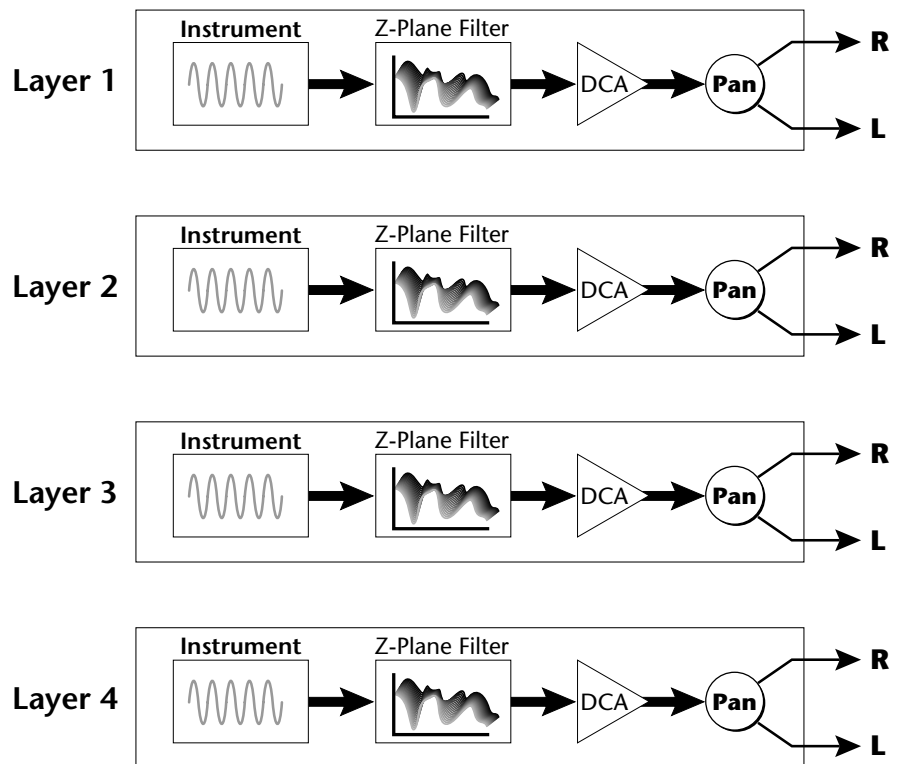 Instrument Z-Plane Filter
R
Layer 1 DCA Pan
L
Instrument Z-Plane Filter
R
Layer 2 DCA Pan
L
Instrument Z-Plane Filter
R
Layer 3 DCA Pan
L
Instrument Z-Plane Filter
R
Layer 4 DCA Pan
L